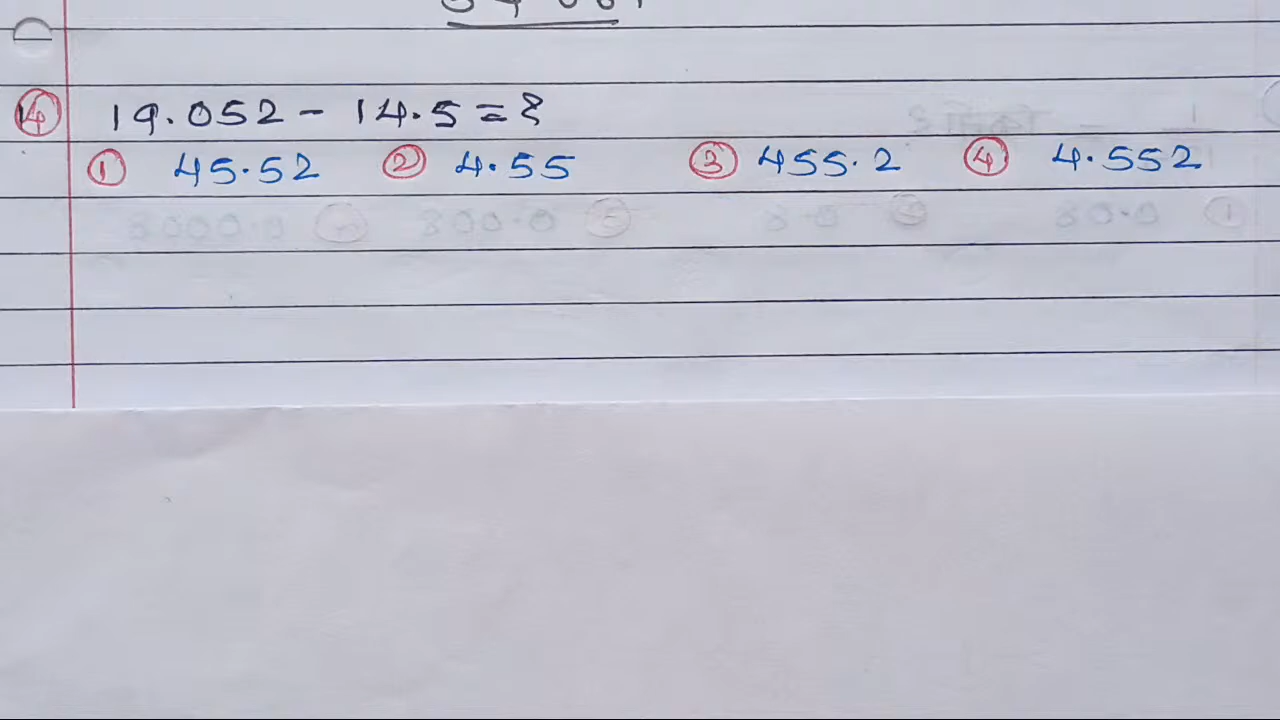 ④ 19.052 - 14.5 = ?
① 45.52 ② 4.55 ③ 455.2 ④ 4.552